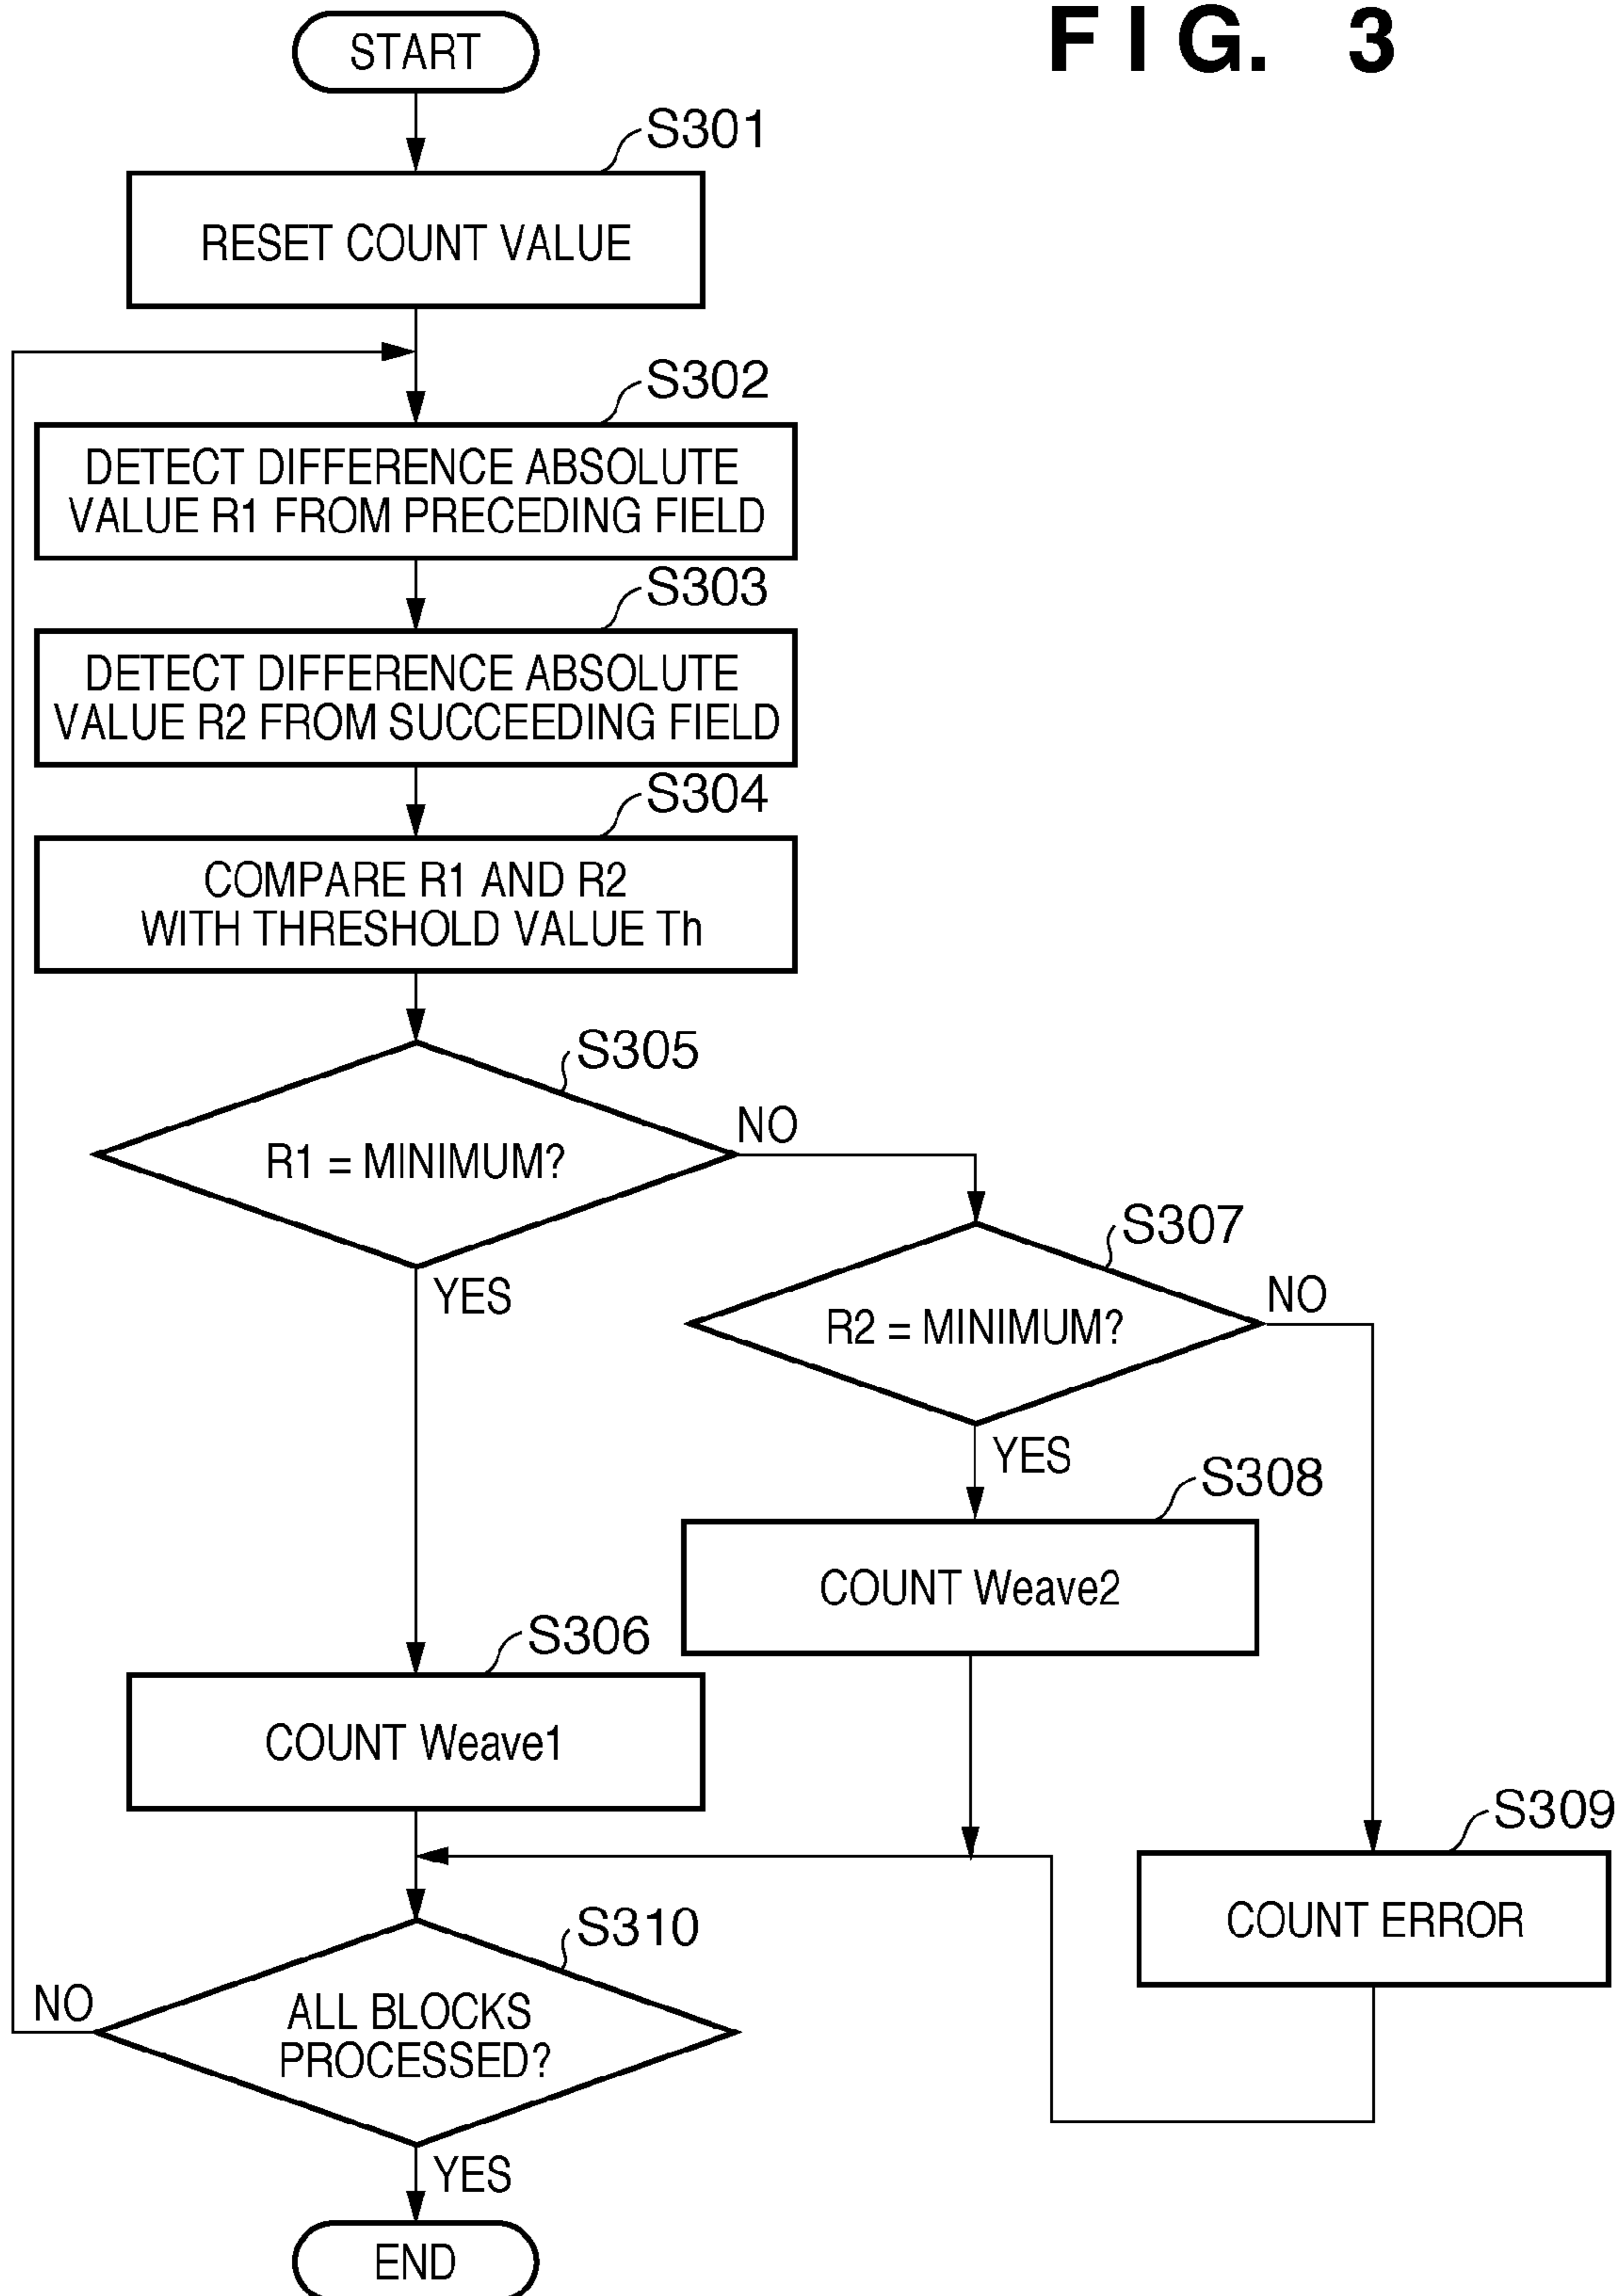 FIG. 3
START
S301
RESET COUNT VALUE
S302
DETECT DIFFERENCE ABSOLUTE
VALUE R1 FROM PRECEDING FIELD
S303
DETECT DIFFERENCE ABSOLUTE
VALUE R2 FROM SUCCEEDING FIELD
S304
COMPARE R1 AND R2
WITH THRESHOLD VALUE Th
S305
R1 = MINIMUM?
NO
YES
S307
R2 = MINIMUM?
NO
YES
S308
COUNT Weave2
S306
COUNT Weave1
S309
COUNT ERROR
S310
ALL BLOCKS
PROCESSED?
NO
YES
END